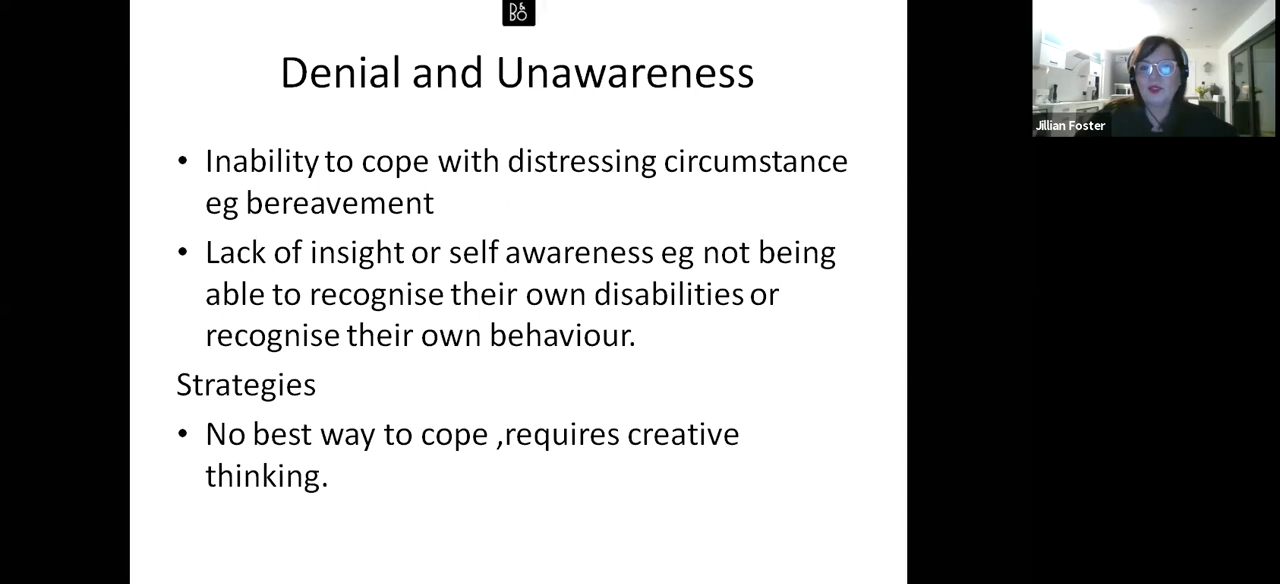 D&
BO
Denial and Unawareness
• Inability to cope with distressing circumstance
eg bereavement
• Lack of insight or self awareness eg not being
able to recognise their own disabilities or
recognise their own behaviour.
Strategies
• No best way to cope ,requires creative
thinking.
Jillian Foster